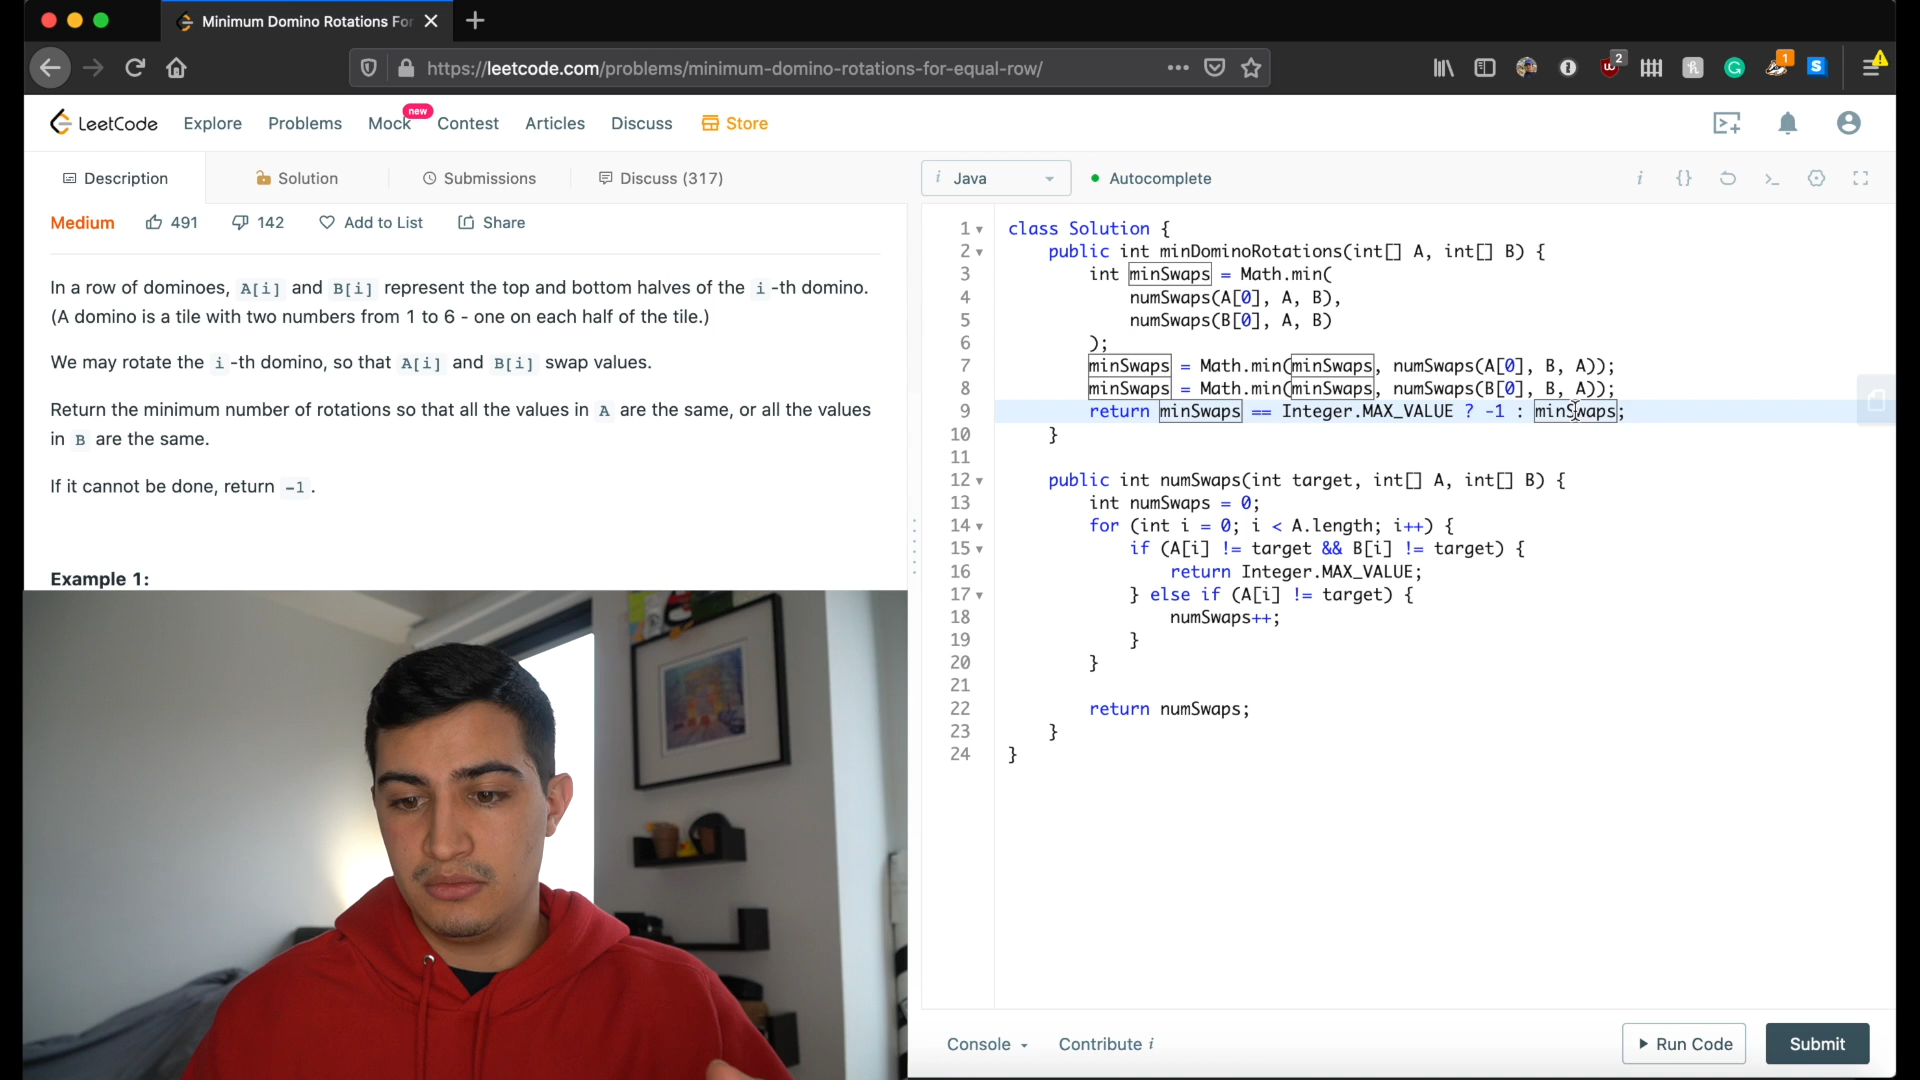 Minimum Domino Rotations For
https://leetcode.com/problems/minimum-domino-rotations-for-equal-row/
2
1
LeetCode Explore Problems Mock new Contest Articles Discuss Store
Description Solution Submissions Discuss (317)
Java Autocomplete
Medium 491 142 Add to List Share
In a row of dominoes, A[i] and B[i] represent the top and bottom halves of the i -th domino.
(A domino is a tile with two numbers from 1 to 6 - one on each half of the tile.)
We may rotate the i -th domino, so that A[i] and B[i] swap values.
Return the minimum number of rotations so that all the values in A are the same, or all the values
in B are the same.
If it cannot be done, return -1 .
Example 1:
1 class Solution {
2 public int minDominoRotations(int[] A, int[] B) {
3 int minSwaps = Math.min(
4 numSwaps(A[0], A, B),
5 numSwaps(B[0], A, B)
6 );
7 minSwaps = Math.min(minSwaps, numSwaps(A[0], B, A));
8 minSwaps = Math.min(minSwaps, numSwaps(B[0], B, A));
9 return minSwaps == Integer.MAX_VALUE ? -1 : minSwaps;
10 }
11
12 public int numSwaps(int target, int[] A, int[] B) {
13 int numSwaps = 0;
14 for (int i = 0; i < A.length; i++) {
15 if (A[i] != target && B[i] != target) {
16 return Integer.MAX_VALUE;
17 } else if (A[i] != target) {
18 numSwaps++;
19 }
20 }
21
22 return numSwaps;
23 }
24 }
Console Contribute i
Run Code Submit